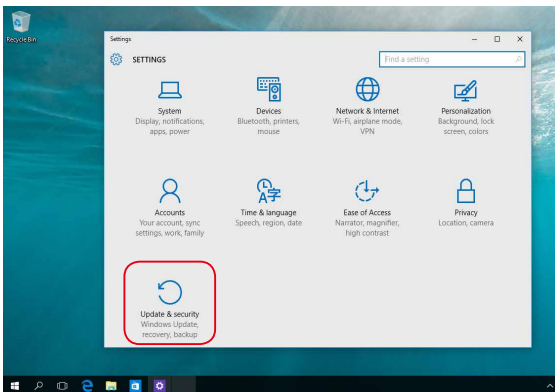 Recycle Bin
Settings
SETTINGS
Find a setting
System
Display, notifications,
apps, power
Devices
Bluetooth, printers,
mouse
Network & Internet
Wi-Fi, airplane mode,
VPN
Personalization
Background, lock
screen, colors
Accounts
Your account, sync
settings, work, family
Time & language
Speech, region, date
Ease of Access
Narrator, magnifier,
high contrast
Privacy
Location, camera
Update & security
Windows Update,
recovery, backup